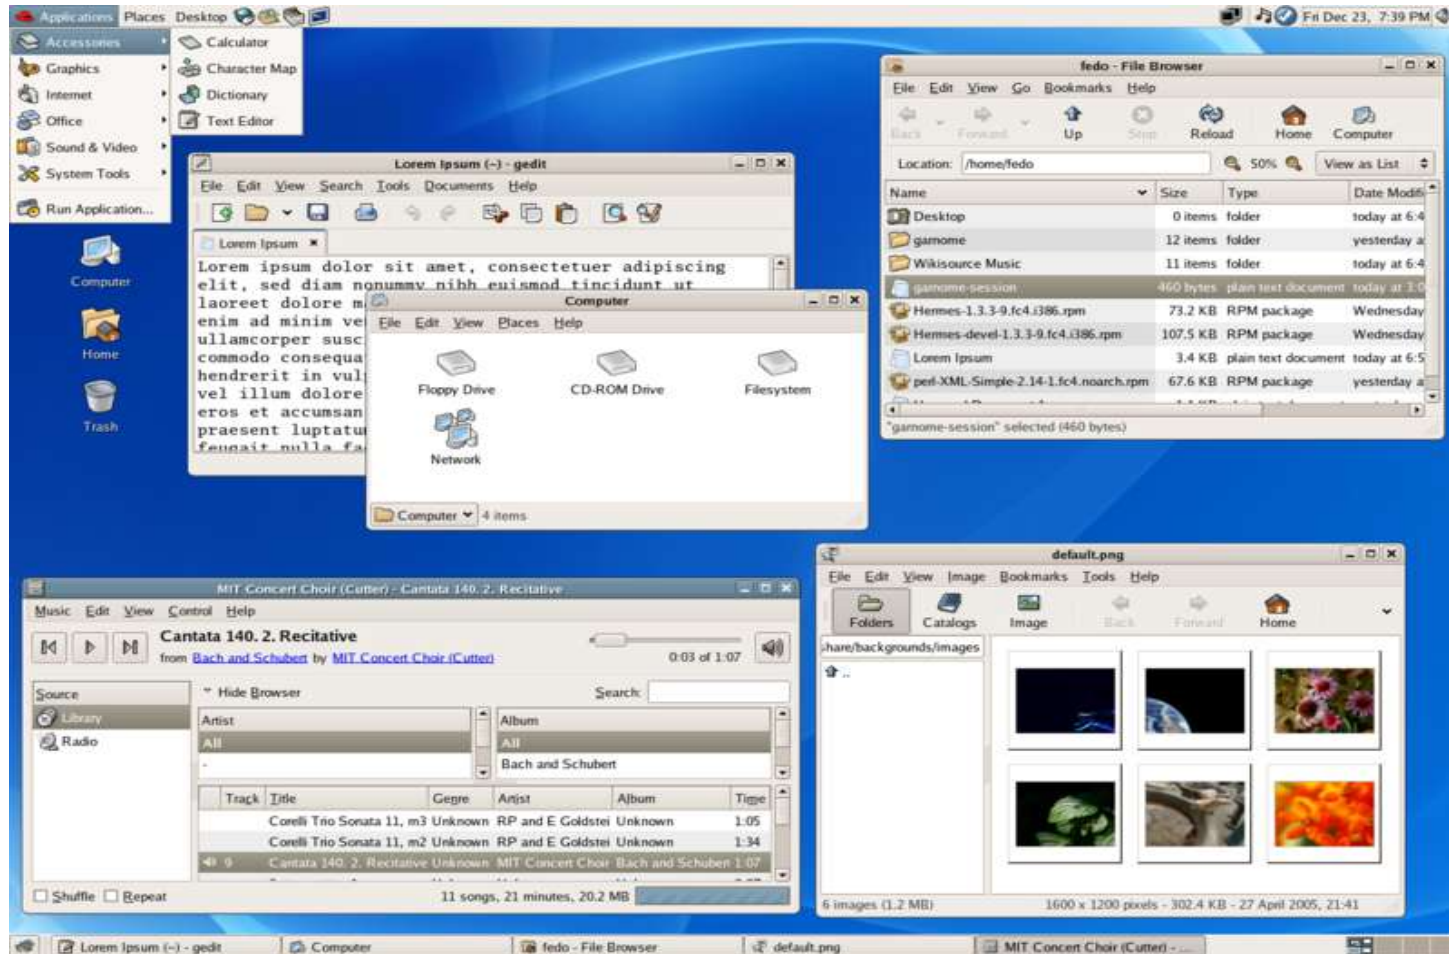 Applications Places Desktop
Fri Dec 23, 7:39 PM
Accessories
Graphics
Internet
Office
Sound & Video
System Tools
Run Application...
Calculator
Character Map
Dictionary
Text Editor
Computer
Home
Trash
Lorem Ipsum (~) - gedit
File Edit View Search Tools Documents Help
Lorem Ipsum
Lorem ipsum dolor sit amet, consectetuer adipiscing
elit, sed diam nonummy nibh euismod tincidunt ut
laoreet dolore m
enim ad minim ve
ullamcorper susc
commodo consequa
hendrerit in vul
vel illum dolore
eros et accumsan
praesent luptatu
feugait nulla fa
Computer
File Edit View Places Help
Floppy Drive CD-ROM Drive Filesystem
Network
Computer 4 items
fedo - File Browser
File Edit View Go Bookmarks Help
Back Forward Up Stop Reload Home Computer
Location: /home/fedo 50% View as List
Name Size Type Date Modifi
Desktop 0 items folder today at 6:4
garnome 12 items folder yesterday a
Wikisource Music 11 items folder today at 6:4
garnome-session 460 bytes plain text document today at 3:0
Hermes-1.3.3-9.fc4.i386.rpm 73.2 KB RPM package Wednesday
Hermes-devel-1.3.3-9.fc4.i386.rpm 107.5 KB RPM package Wednesday
Lorem Ipsum 3.4 KB plain text document today at 6:5
perl-XML-Simple-2.14-1.fc4.noarch.rpm 67.6 KB RPM package yesterday a
"garnome-session" selected (460 bytes)
MIT Concert Choir (Cutter) - Cantata 140. 2. Recitative
Music Edit View Control Help
Cantata 140. 2. Recitative
from Bach and Schubert by MIT Concert Choir (Cutter) 0:03 of 1:07
Source
Library
Radio
Hide Browser Search:
Artist Album
All All
- Bach and Schubert
Track Title Genre Artist Album Time
Corelli Trio Sonata 11, m3 Unknown RP and E Goldstei Unknown 1:05
Corelli Trio Sonata 11, m2 Unknown RP and E Goldstei Unknown 1:34
9 Cantata 140. 2. Recitative Unknown MIT Concert Choir Bach and Schuber 1:07
Shuffle Repeat 11 songs, 21 minutes, 20.2 MB
default.png
File Edit View Image Bookmarks Tools Help
Folders Catalogs Image Back Forward Home
share/backgrounds/images
..
6 images (1.2 MB) 1600 x 1200 pixels - 302.4 KB - 27 April 2005, 21:41
Lorem Ipsum (~) - gedit Computer fedo - File Browser default.png MIT Concert Choir (Cutter) - ...